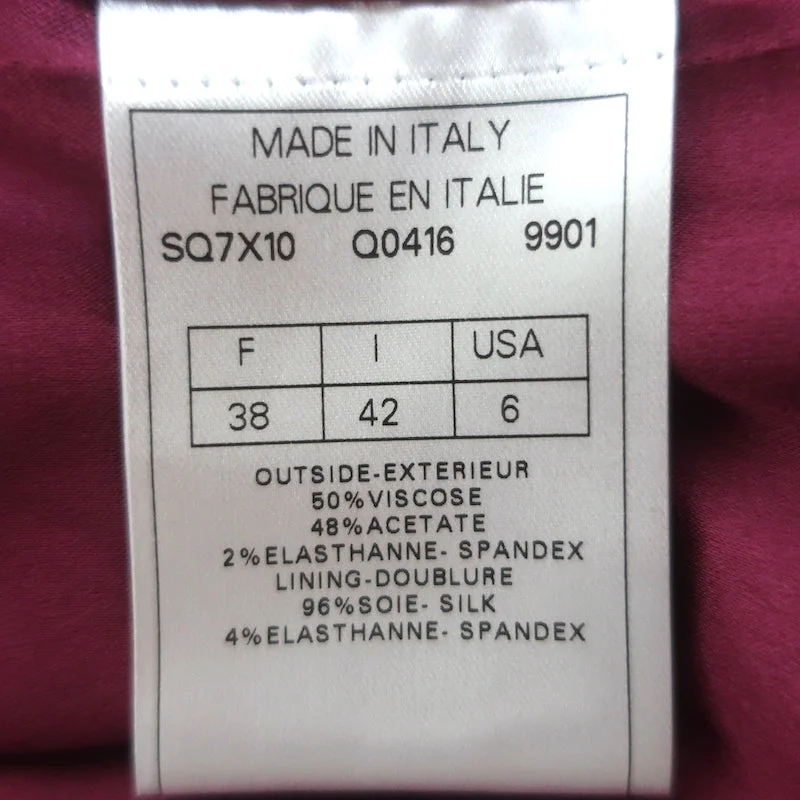 MADE IN ITALY
FABRIQUE EN ITALIE
SQ7X10 Q0416 9901
F I USA
38 42 6
OUTSIDE-EXTERIEUR
50%VISCOSE
48%ACETATE
2%ELASTHANNE- SPANDEX
LINING-DOUBLURE
96%SOIE- SILK
4%ELASTHANNE- SPANDEX